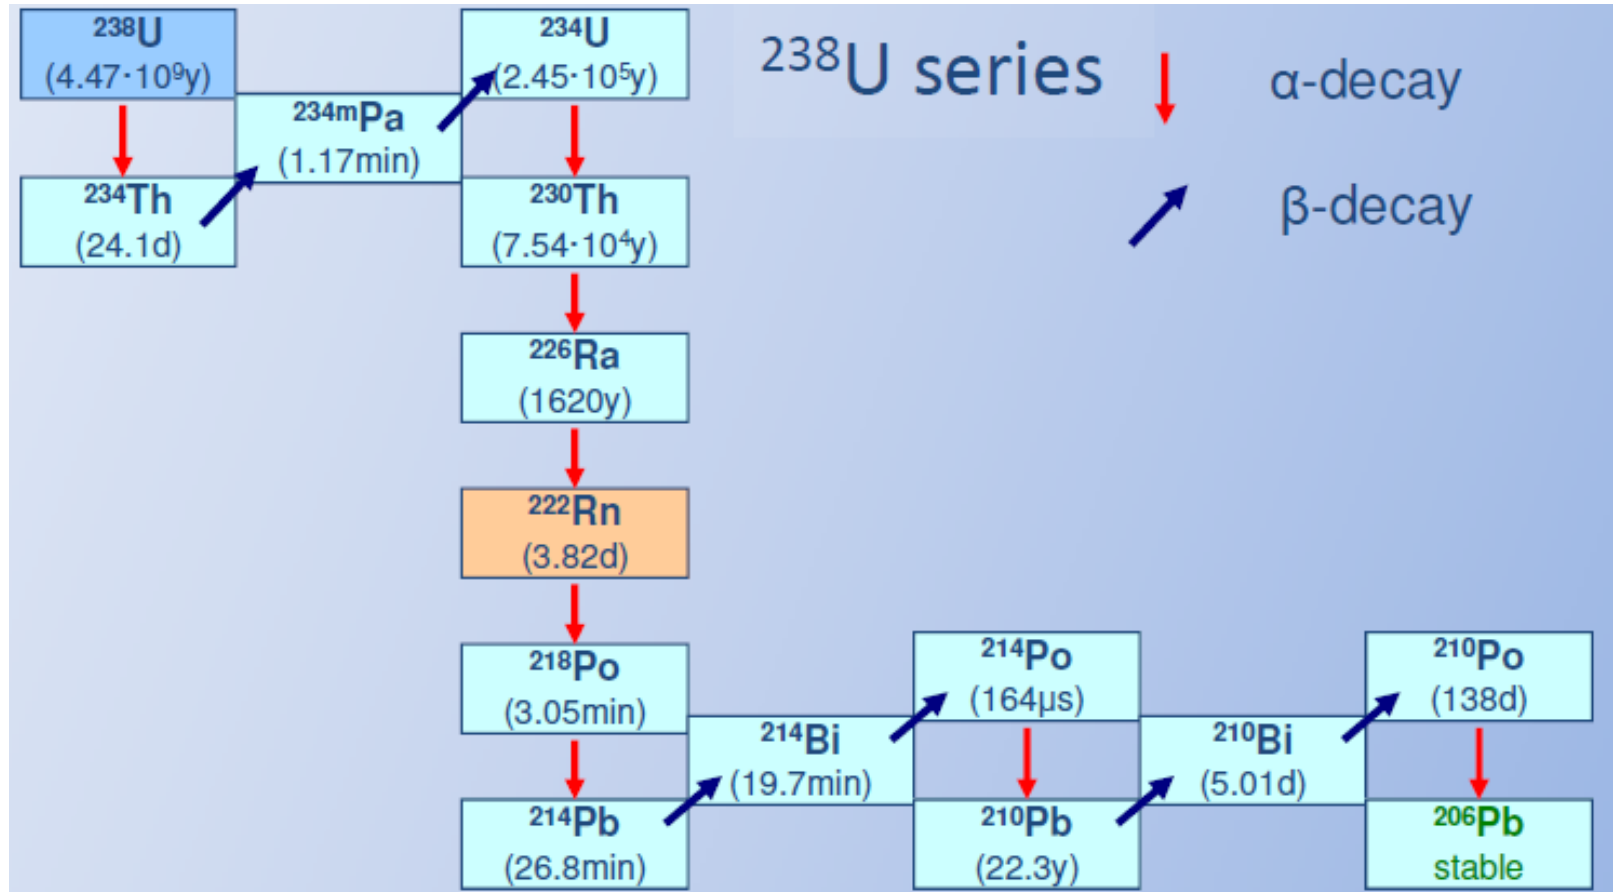 ²³⁸U
(4.47·10⁹y)
²³⁴Th
(24.1d)
²³⁴ᵐPa
(1.17min)
²³⁴U
(2.45·10⁵y)
²³⁰Th
(7.54·10⁴y)
²²⁶Ra
(1620y)
²²²Rn
(3.82d)
²¹⁸Po
(3.05min)
²¹⁴Pb
(26.8min)
²¹⁴Bi
(19.7min)
²¹⁴Po
(164µs)
²¹⁰Pb
(22.3y)
²¹⁰Bi
(5.01d)
²¹⁰Po
(138d)
²⁰⁶Pb
stable
²³⁸U series
α-decay
β-decay